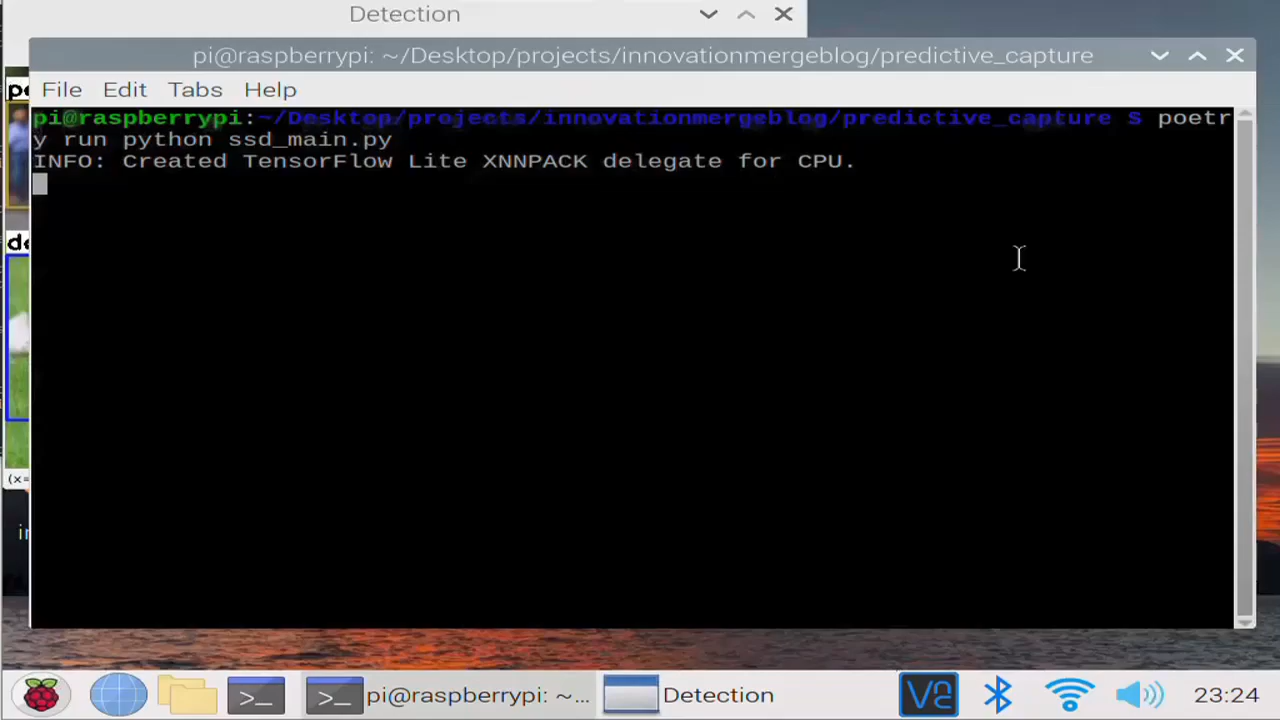 Detection
pi@raspberrypi: ~/Desktop/projects/innovationmergeblog/predictive_capture
File Edit Tabs Help
pi@raspberrypi:~/Desktop/projects/innovationmergeblog/predictive_capture $ poetr
y run python ssd_main.py
INFO: Created TensorFlow Lite XNNPACK delegate for CPU.
(x=
pi@raspberrypi: ~... Detection V2 23:24